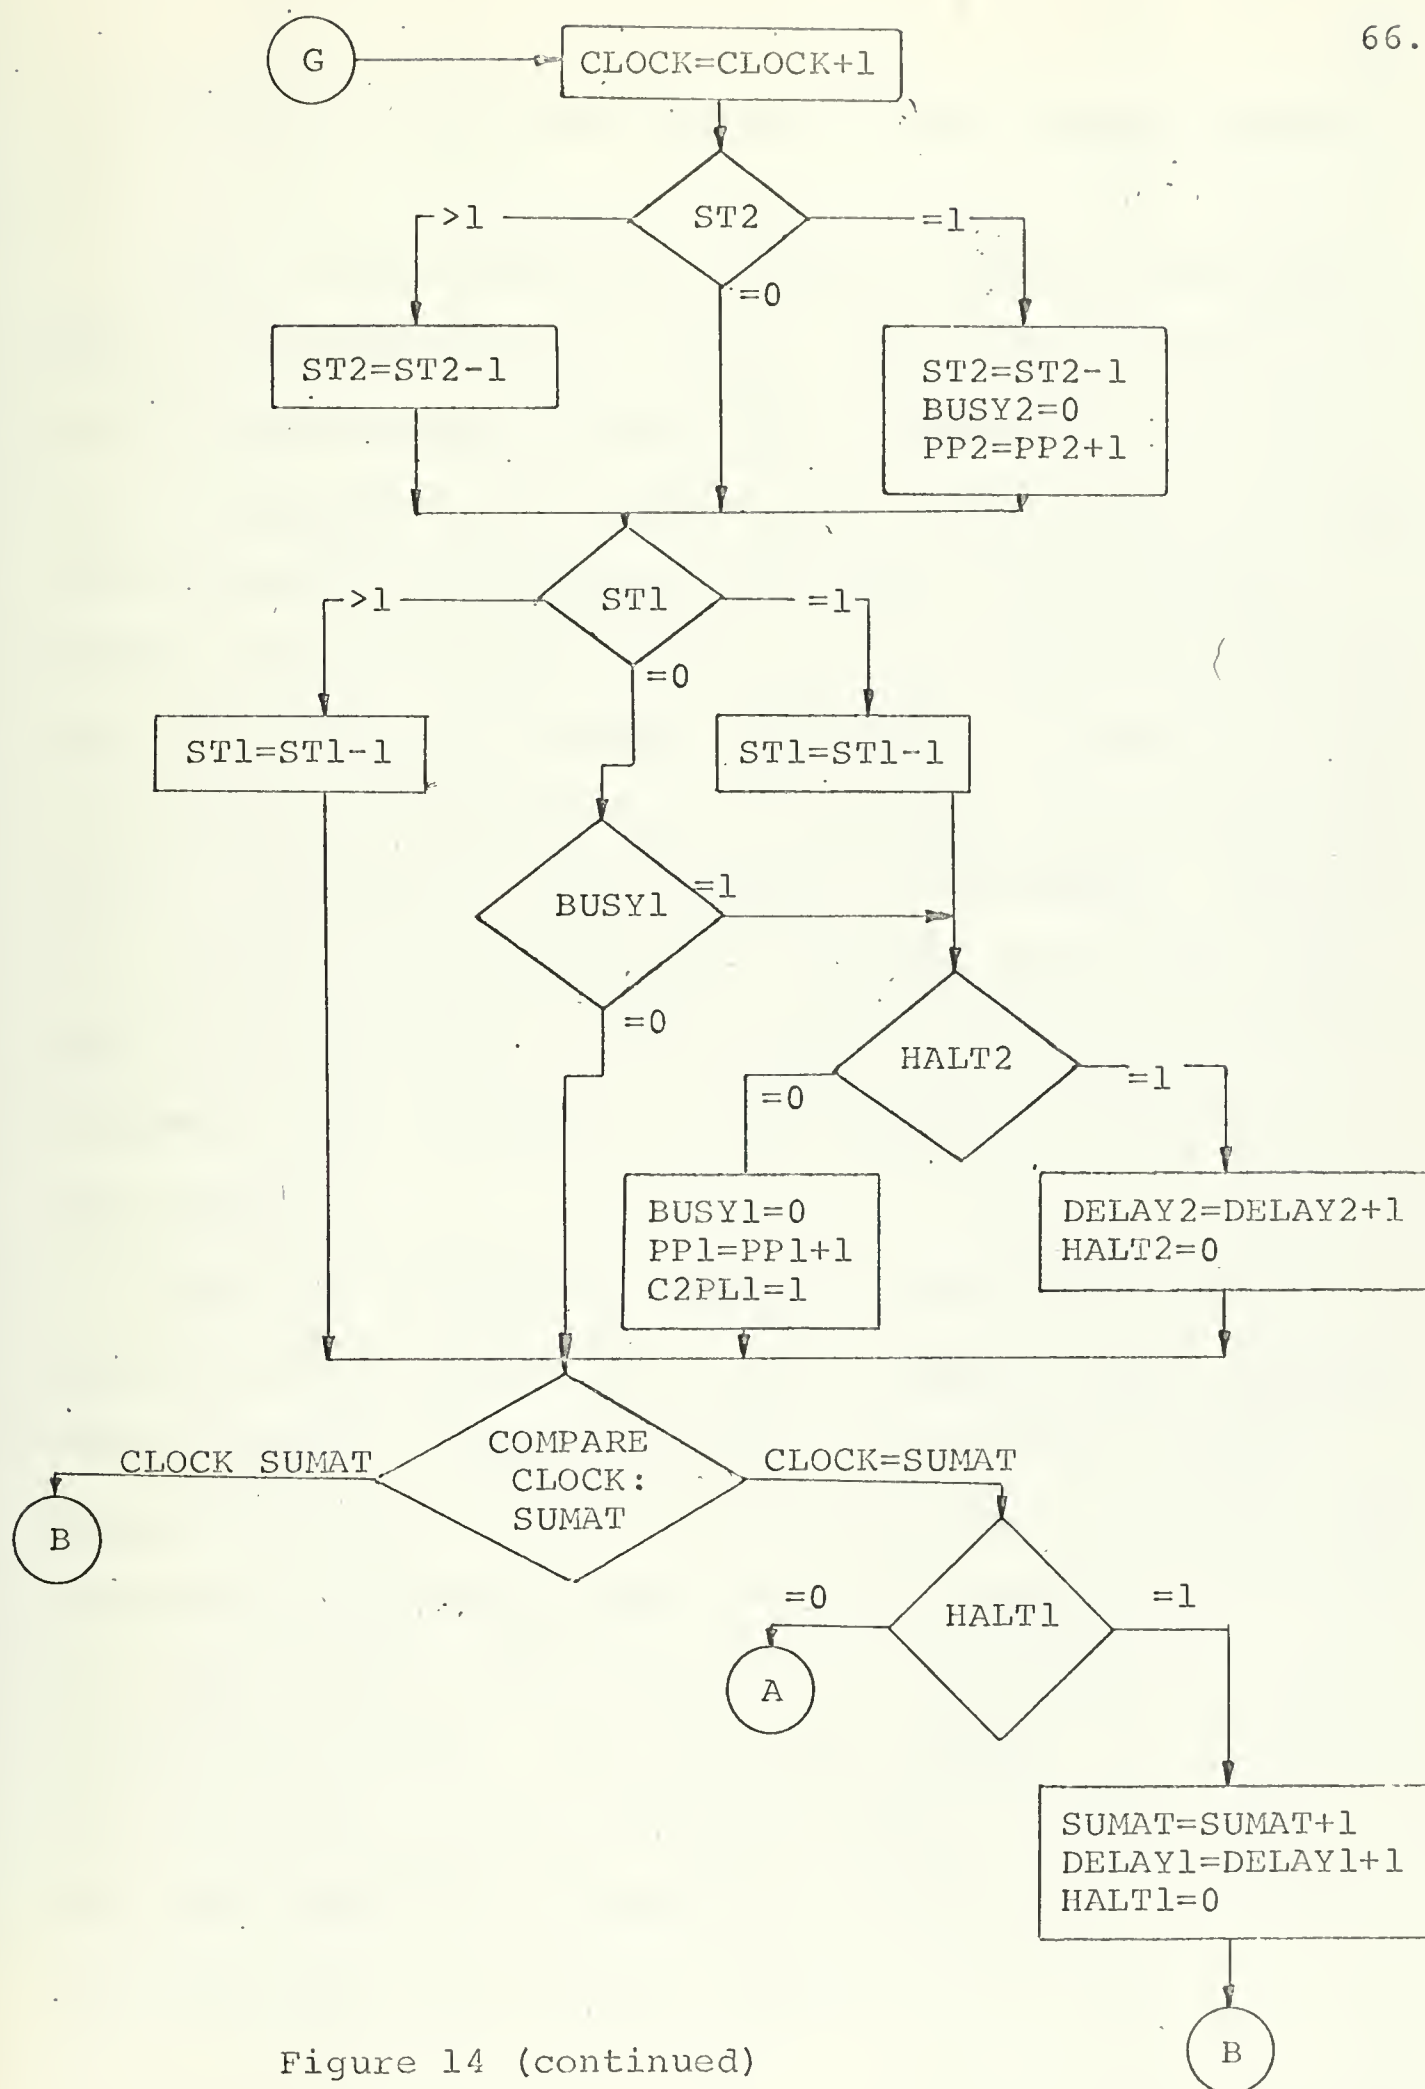 66.
G
CLOCK=CLOCK+1
>1
ST2
=1
=0
ST2=ST2-1
ST2=ST2-1
BUSY2=0
PP2=PP2+1
>1
ST1
=1
=0
ST1=ST1-1
ST1=ST1-1
BUSY1
=1
=0
HALT2
=0
=1
BUSY1=0
PP1=PP1+1
C2PL1=1
DELAY2=DELAY2+1
HALT2=0
CLOCK SUMAT
COMPARE
CLOCK:
SUMAT
CLOCK=SUMAT
B
=0
HALT1
=1
A
SUMAT=SUMAT+1
DELAY1=DELAY1+1
HALT1=0
B
Figure 14 (continued)